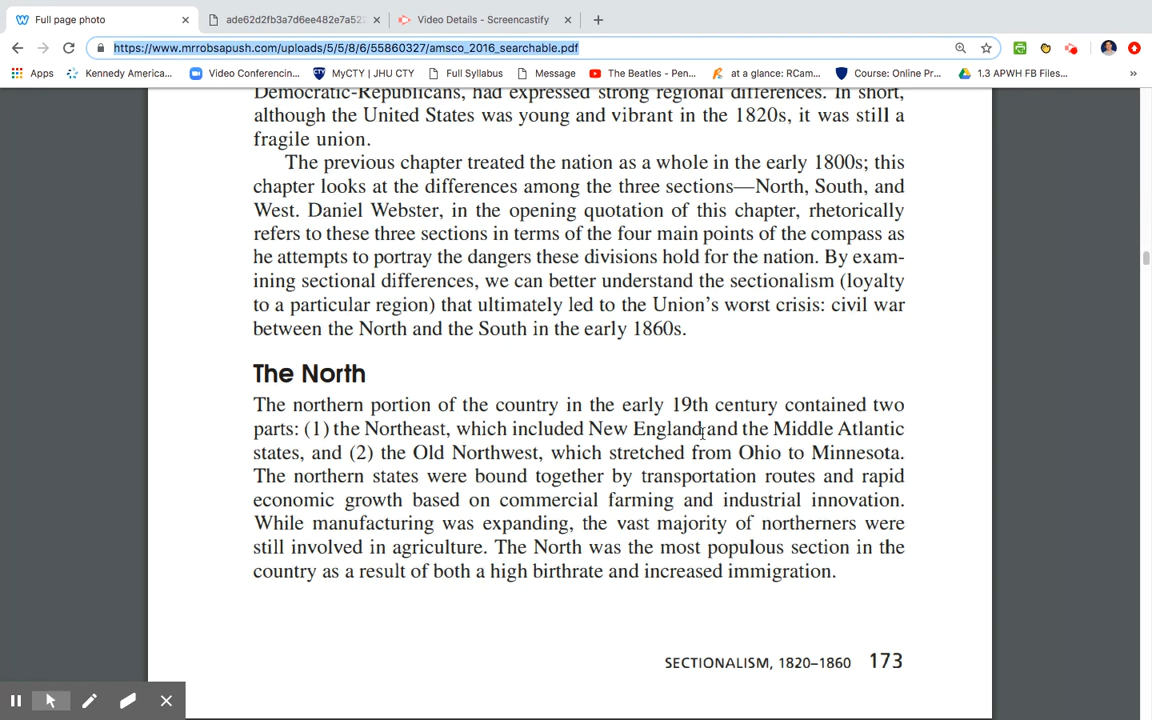 Full page photo
ade62d2fb3a7d6ee482e7a522
Video Details - Screencastify
https://www.mrrobsapush.com/uploads/5/5/8/6/55860327/amsco_2016_searchable.pdf
Apps
Kennedy America...
Video Conferencin...
MyCTY | JHU CTY
Full Syllabus
Message
The Beatles - Pen...
at a glance: RCam...
Course: Online Pr...
1.3 APWH FB Files...
»
Democratic-Republicans, had expressed strong regional differences. In short,
although the United States was young and vibrant in the 1820s, it was still a
fragile union.
The previous chapter treated the nation as a whole in the early 1800s; this
chapter looks at the differences among the three sections—North, South, and
West. Daniel Webster, in the opening quotation of this chapter, rhetorically
refers to these three sections in terms of the four main points of the compass as
he attempts to portray the dangers these divisions hold for the nation. By exam-
ining sectional differences, we can better understand the sectionalism (loyalty
to a particular region) that ultimately led to the Union's worst crisis: civil war
between the North and the South in the early 1860s.
The North
The northern portion of the country in the early 19th century contained two
parts: (1) the Northeast, which included New England and the Middle Atlantic
states, and (2) the Old Northwest, which stretched from Ohio to Minnesota.
The northern states were bound together by transportation routes and rapid
economic growth based on commercial farming and industrial innovation.
While manufacturing was expanding, the vast majority of northerners were
still involved in agriculture. The North was the most populous section in the
country as a result of both a high birthrate and increased immigration.
SECTIONALISM, 1820–1860 173